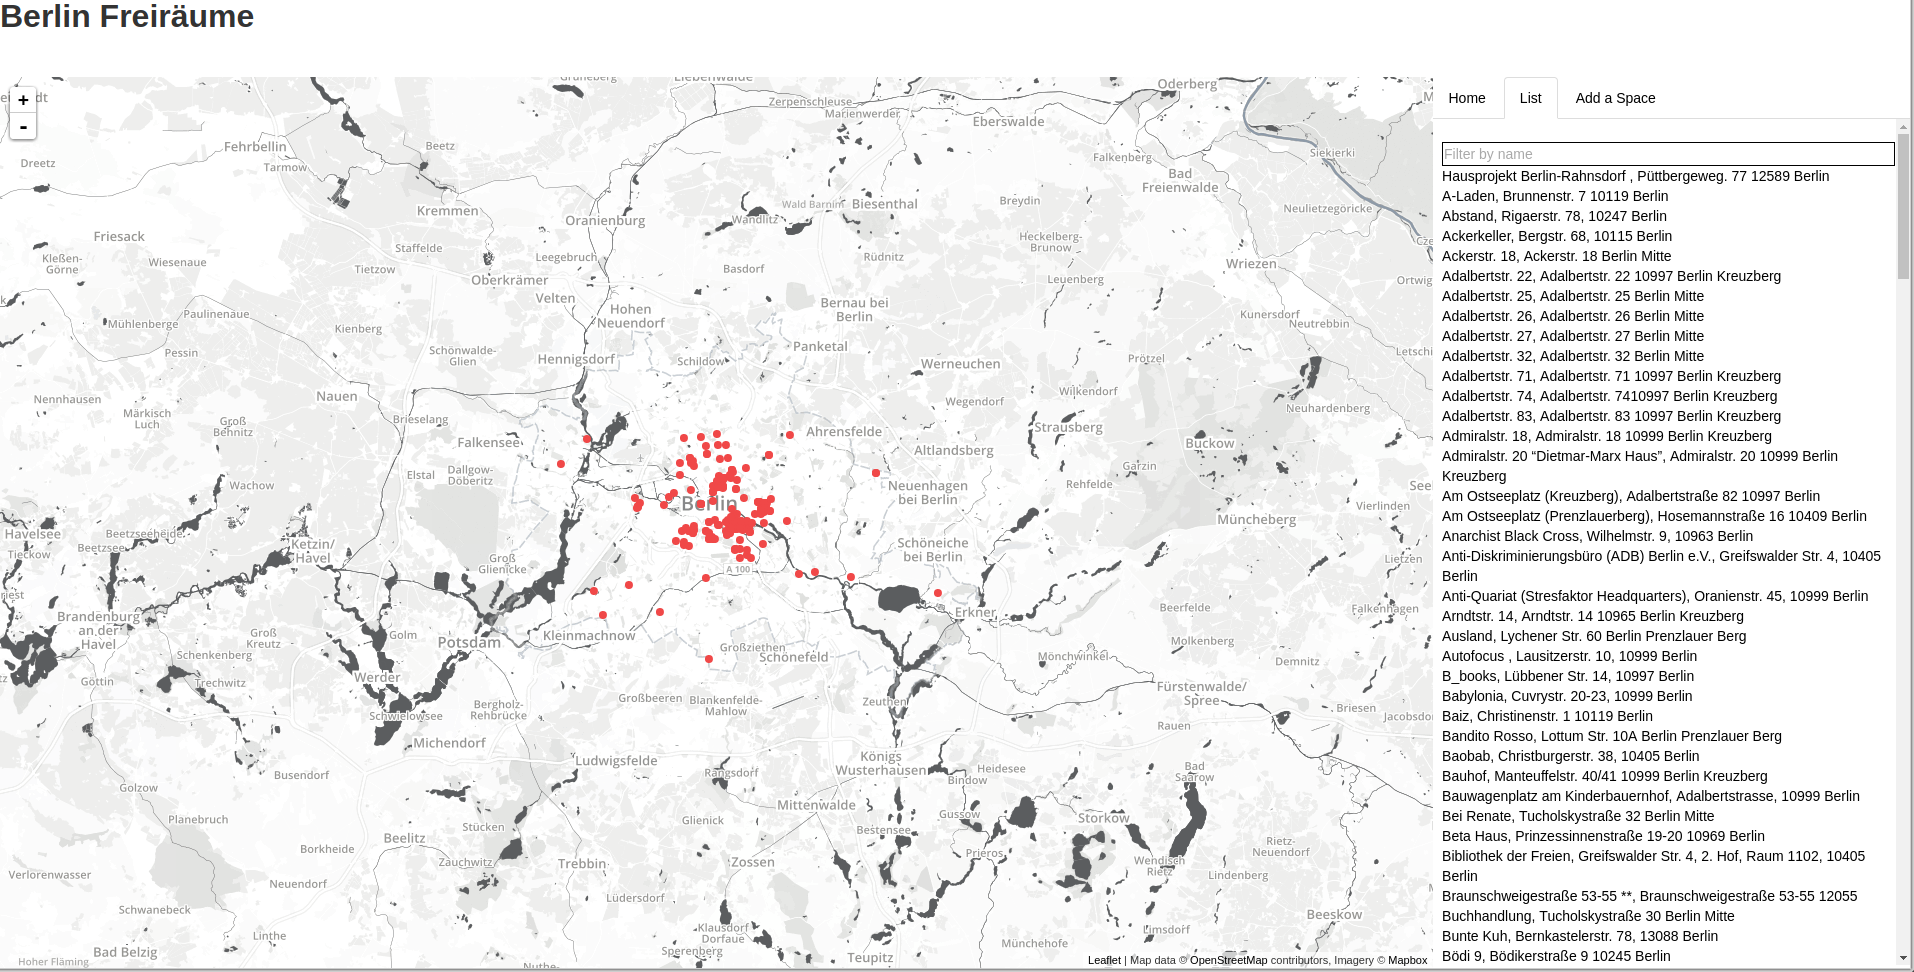 Berlin Freiräume
+
-
Home
List
Add a Space
Filter by name
Hausprojekt Berlin-Rahnsdorf , Püttbergeweg. 77 12589 Berlin
A-Laden, Brunnenstr. 7 10119 Berlin
Abstand, Rigaerstr. 78, 10247 Berlin
Ackerkeller, Bergstr. 68, 10115 Berlin
Ackerstr. 18, Ackerstr. 18 Berlin Mitte
Adalbertstr. 22, Adalbertstr. 22 10997 Berlin Kreuzberg
Adalbertstr. 25, Adalbertstr. 25 Berlin Mitte
Adalbertstr. 26, Adalbertstr. 26 Berlin Mitte
Adalbertstr. 27, Adalbertstr. 27 Berlin Mitte
Adalbertstr. 32, Adalbertstr. 32 Berlin Mitte
Adalbertstr. 71, Adalbertstr. 71 10997 Berlin Kreuzberg
Adalbertstr. 74, Adalbertstr. 7410997 Berlin Kreuzberg
Adalbertstr. 83, Adalbertstr. 83 10997 Berlin Kreuzberg
Admiralstr. 18, Admiralstr. 18 10999 Berlin Kreuzberg
Admiralstr. 20 “Dietmar-Marx Haus”, Admiralstr. 20 10999 Berlin
Kreuzberg
Am Ostseeplatz (Kreuzberg), Adalbertstraße 82 10997 Berlin
Am Ostseeplatz (Prenzlauerberg), Hosemannstraße 16 10409 Berlin
Anarchist Black Cross, Wilhelmstr. 9, 10963 Berlin
Anti-Diskriminierungsbüro (ADB) Berlin e.V., Greifswalder Str. 4, 10405
Berlin
Anti-Quariat (Stresfaktor Headquarters), Oranienstr. 45, 10999 Berlin
Arndtstr. 14, Arndtstr. 14 10965 Berlin Kreuzberg
Ausland, Lychener Str. 60 Berlin Prenzlauer Berg
Autofocus , Lausitzerstr. 10, 10999 Berlin
B_books, Lübbener Str. 14, 10997 Berlin
Babylonia, Cuvrystr. 20-23, 10999 Berlin
Baiz, Christinenstr. 1 10119 Berlin
Bandito Rosso, Lottum Str. 10A Berlin Prenzlauer Berg
Baobab, Christburgerstr. 38, 10405 Berlin
Bauhof, Manteuffelstr. 40/41 10999 Berlin Kreuzberg
Bauwagenplatz am Kinderbauernhof, Adalbertstrasse, 10999 Berlin
Bei Renate, Tucholskystraße 32 Berlin Mitte
Beta Haus, Prinzessinnenstraße 19-20 10969 Berlin
Bibliothek der Freien, Greifswalder Str. 4, 2. Hof, Raum 1102, 10405
Berlin
Braunschweigestraße 53-55 **, Braunschweigestraße 53-55 12055
Buchhandlung, Tucholskystraße 30 Berlin Mitte
Bunte Kuh, Bernkastelerstr. 78, 13088 Berlin
Bödi 9, Bödikerstraße 9 10245 Berlin
Liebenwalde
Oderberg
Zerpenschleuse
Marienwerder
Eberswalde
Fehrbellin
Tarmow
Beetz
Dreetz
Falkenberg
Siekierki
Bad
Freienwalde
Kremmen
Oranienburg
Wandlitz
Wald Barnim
Biesenthal
Breydin
Neulietzegöricke
Friesack
Staffelde
Heckelberg-
Brunow
Kleßen-
Görne
Wiesenaue
Tietzow
Leegebruch
Basdorf
Rüdnitz
Wriezen
Oberkrämer
Leuenberg
Ortwig
Velten
Hohen
Neuendorf
Bernau bei
Berlin
Paulinenaue
Mühlenberge
Kienberg
Kunersdorf
Neutrebbin
Panketal
Pessin
Schönwalde-
Glien
Hennigsdorf
Schildow
Werneuchen
Prötzel
Letschi
Nauen
Nennhausen
Wilkendorf
Wegendorf
Neuhardenberg
Märkisch
Luch
Groß
Behnitz
Brieselang
Falkensee
Ahrensfelde
Strausberg
Buckow
Altlandsberg
Elstal
Dallgow-
Döberitz
Garzin
Rehfelde
Wachow
Neuenhagen
bei Berlin
See
Berlin
Vierlinden
Müncheberg
Havelsee
Beetzseeheide
Beetzsee
Tieckow
Ketzin/
Havel
Schöneiche
bei Berlin
Groß
Glienicke
A 100
Lietzen
Brandenburg
an der
Havel
Erkner
Beerfelde
Falkenhagen
Groß
Kreutz
Golm
Potsdam
Kleinmachnow
Molkenberg
Großziethen
Schönefeld
Schenkenberg
Mönchwinkel
Demnitz
Göttin
Trechwitz
Werder
Fürstenwalde/
Spree
Großbeeren
Blankenfelde-
Mahlow
Zeuthen
Bergholz-
Rehbrücke
Schwielowsee
Briesen
Jacobsdor
Rauen
Michendorf
Ludwigsfelde
Königs
Wusterhausen
Rangsdorf
Heidesee
Bindow
Bad
Saarow
Busendorf
Golzow
Mittenwalde
Planebruch
Glienick
Gussow
Storkow
Stücken
Bestensee
Beelitz
Borkheide
Zauchwitz
Trebbin
Zossen
Prieros
Wendisch
Rietz
Rietz-
Neuendorf
Verlorenwasser
Neuendorf
Lindenberg
Lüdersdorf
Schwanebeck
Beeskow
Klausdorf
Dorfaue
Limsdorf
Linthe
Münchehofe
Bad Belzig
Sperenberg
Teupitz
Hoher Fläming
Nuthe-
Leaflet | Map data © OpenStreetMap contributors, Imagery © Mapbox